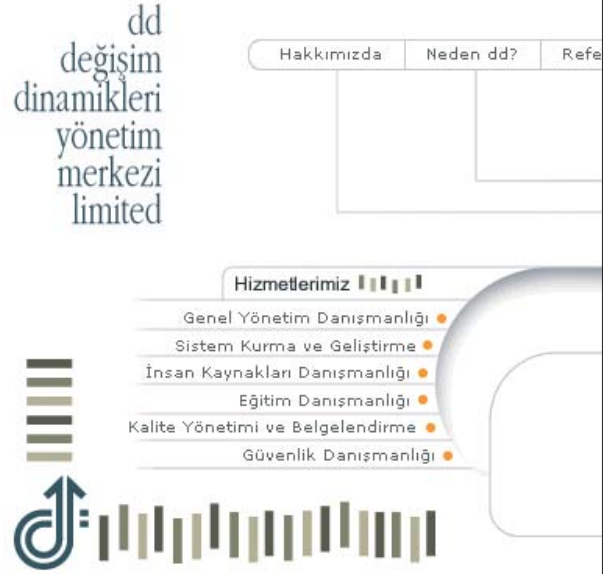 dd
değişim
dinamikleri
yönetim
merkezi
limited
Hakkımızda
Neden dd?
Refe
Hizmetlerimiz
Genel Yönetim Danışmanlığı
Sistem Kurma ve Geliştirme
İnsan Kaynakları Danışmanlığı
Eğitim Danışmanlığı
Kalite Yönetimi ve Belgelendirme
Güvenlik Danışmanlığı